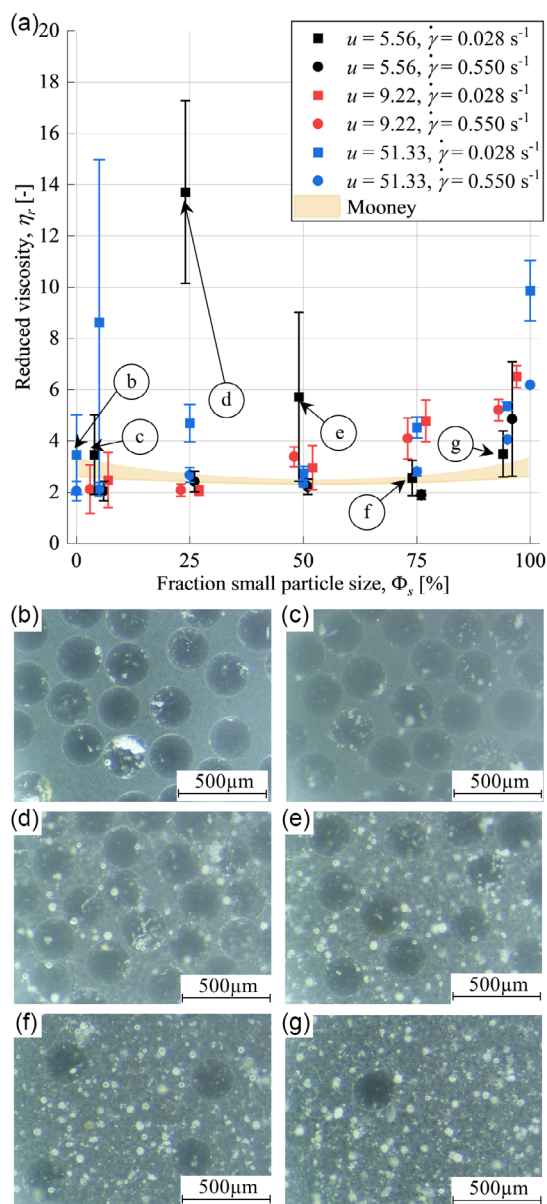 (a)
20
18
16
14
12
10
8
6
4
2
0
Reduced viscosity, ηr [-]
u = 5.56, γ̇ = 0.028 s⁻¹
u = 5.56, γ̇ = 0.550 s⁻¹
u = 9.22, γ̇ = 0.028 s⁻¹
u = 9.22, γ̇ = 0.550 s⁻¹
u = 51.33, γ̇ = 0.028 s⁻¹
u = 51.33, γ̇ = 0.550 s⁻¹
Mooney
b
c
d
e
f
g
0 25 50 75 100
Fraction small particle size, Φs [%]
(b)
500µm
(c)
500µm
(d)
500µm
(e)
500µm
(f)
500µm
(g)
500µm